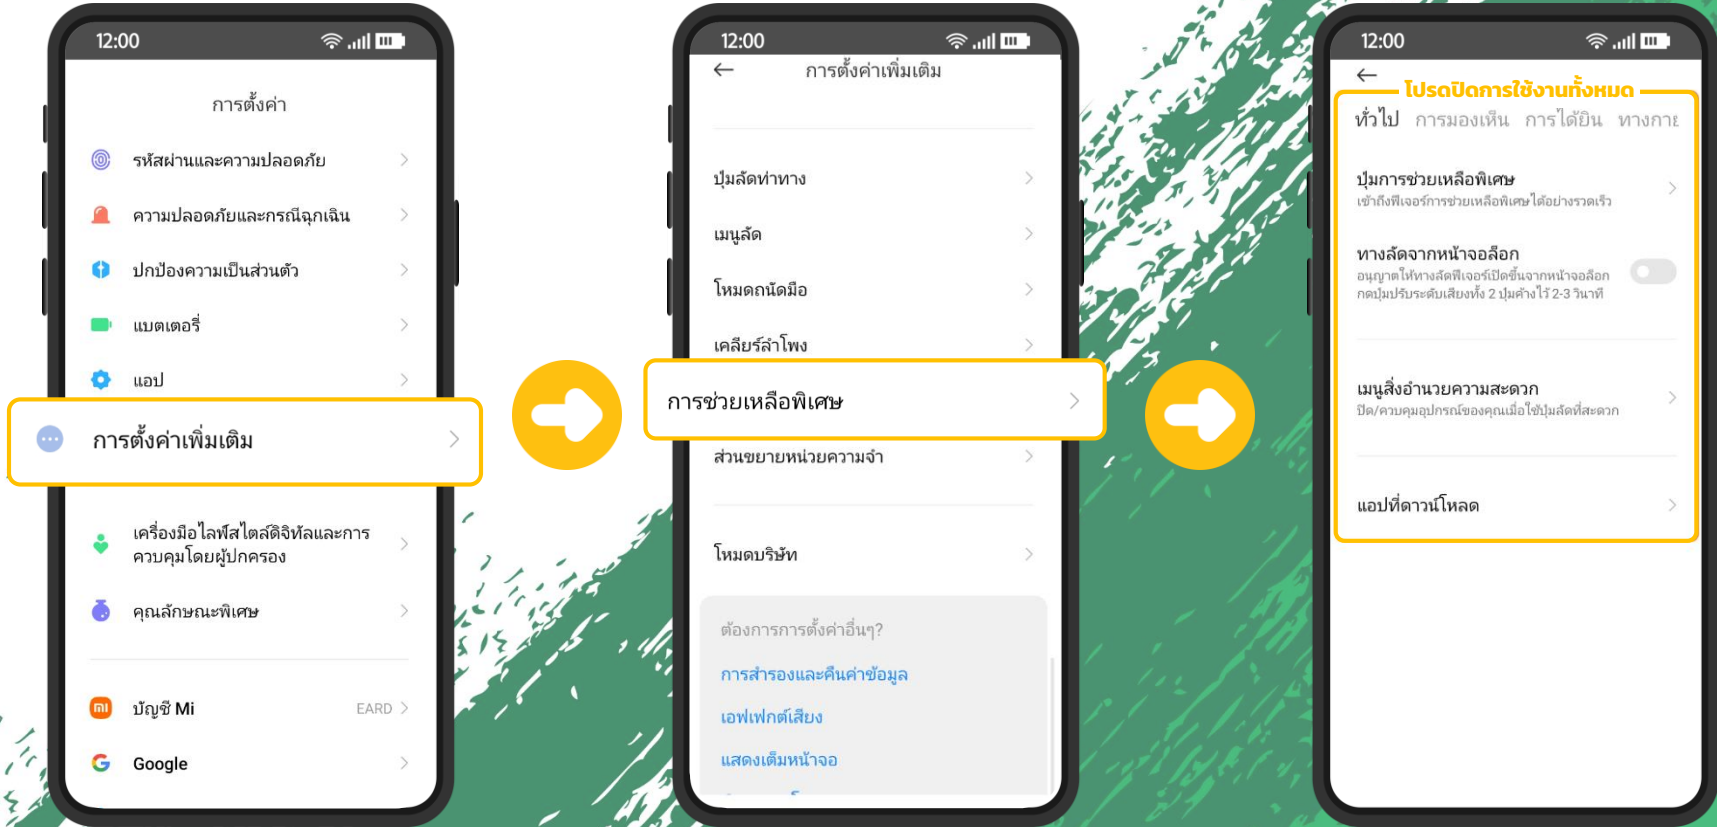 12:00
การตั้งค่า
รหัสผ่านและความปลอดภัย
ความปลอดภัยและกรณีฉุกเฉิน
ปกป้องความเป็นส่วนตัว
แบตเตอรี่
แอป
การตั้งค่าเพิ่มเติม
เครื่องมือไลฟ์สไตล์ดิจิทัลและการ
ควบคุมโดยผู้ปกครอง
คุณลักษณะพิเศษ
บัญชี Mi EARD
Google
12:00
การตั้งค่าเพิ่มเติม
ปุ่มลัดท่าทาง
เมนูลัด
โหมดถนัดมือ
เคลียร์ลำโพง
การช่วยเหลือพิเศษ
ส่วนขยายหน่วยความจำ
โหมดบริษัท
ต้องการการตั้งค่าอื่นๆ?
การสำรองและคืนค่าข้อมูล
เอฟเฟกต์เสียง
แสดงเต็มหน้าจอ
12:00
โปรดปิดการใช้งานทั้งหมด
ทั่วไป การมองเห็น การได้ยิน ทางกาย
ปุ่มการช่วยเหลือพิเศษ
เข้าถึงฟีเจอร์การช่วยเหลือพิเศษได้อย่างรวดเร็ว
ทางลัดจากหน้าจอล็อก
อนุญาตให้ทางลัดฟีเจอร์เปิดขึ้นจากหน้าจอล็อก
กดปุ่มปรับระดับเสียงทั้ง 2 ปุ่มค้างไว้ 2-3 วินาที
เมนูสิ่งอำนวยความสะดวก
ปิด/ควบคุมอุปกรณ์ของคุณเมื่อใช้ปุ่มลัดที่สะดวก
แอปที่ดาวน์โหลด